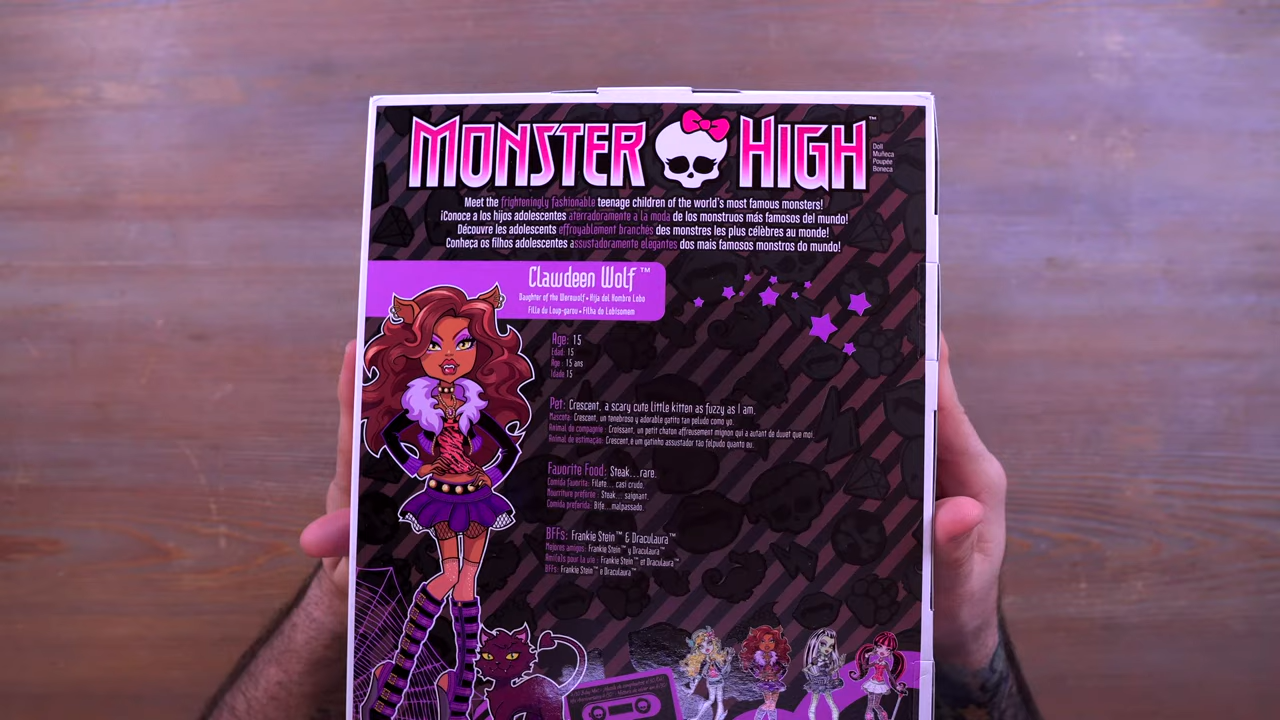 MONSTER HIGH™
Doll
Muñeca
Poupée
Boneca
Meet the frighteningly fashionable teenage children of the world's most famous monsters!
¡Conoce a los hijos adolescentes aterradoramente a la moda de los monstruos más famosos del mundo!
Découvre les adolescents effroyablement branchés des monstres les plus célèbres au monde!
Conheça os filhos adolescentes assustadoramente elegantes dos mais famosos monstros do mundo!
Clawdeen Wolf™
Daughter of the Werewolf • Hija del Hombre Lobo
Fille du Loup-garou • Filha do Lobisomem
Age: 15
Edad: 15
Âge : 15 ans
Idade 15
Pet: Crescent, a scary cute little kitten as fuzzy as I am.
Mascota: Crescent, un tenebroso y adorable gatito tan peludo como yo.
Animal de compagnie : Croissant, un petit chaton affreusement mignon qui a autant de duvet que moi.
Animal de estimação: Crescent, é um gatinho assustador tão felpudo quanto eu.
Favorite Food: Steak...rare.
Comida favorita: Filete... casi crudo.
Nourriture préférée : Steak... saignant.
Comida preferida: Bife...malpassado.
BFFs: Frankie Stein™ & Draculaura™
Mejores amigas: Frankie Stein™ y Draculaura™
Ami(e)s pour la vie : Frankie Stein™ et Draculaura™
BFFs: Frankie Stein™ e Draculaura™